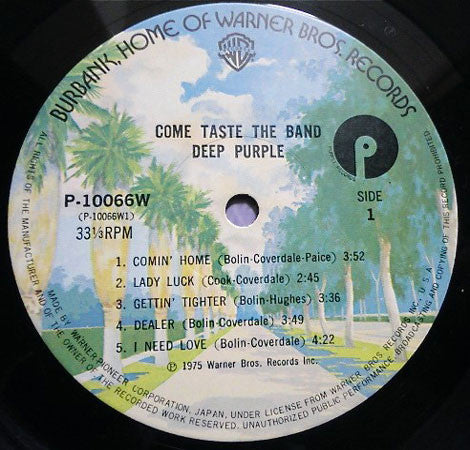 BURBANK, HOME OF WARNER BROS. RECORDS
COME TASTE THE BAND
DEEP PURPLE
P-10066W
(P-10066W1)
33⅓RPM
SIDE
1
1. COMIN' HOME (Bolin-Coverdale-Paice) 3:52
2. LADY LUCK (Cook-Coverdale) 2:45
3. GETTIN' TIGHTER (Bolin-Hughes) 3:36
4. DEALER (Bolin-Coverdale) 3:49
5. I NEED LOVE (Bolin-Coverdale) 4:22
℗ 1975 Warner Bros. Records Inc.
MADE BY WARNER-PIONEER CORPORATION, JAPAN, UNDER LICENSE FROM WARNER BROS. RECORDS INC., U.S.A.
ALL RIGHTS OF THE MANUFACTURER AND OF THE OWNER OF THE RECORDED WORK RESERVED. UNAUTHORIZED PUBLIC PERFORMANCE, BROADCASTING AND COPYING OF THIS RECORD PROHIBITED.